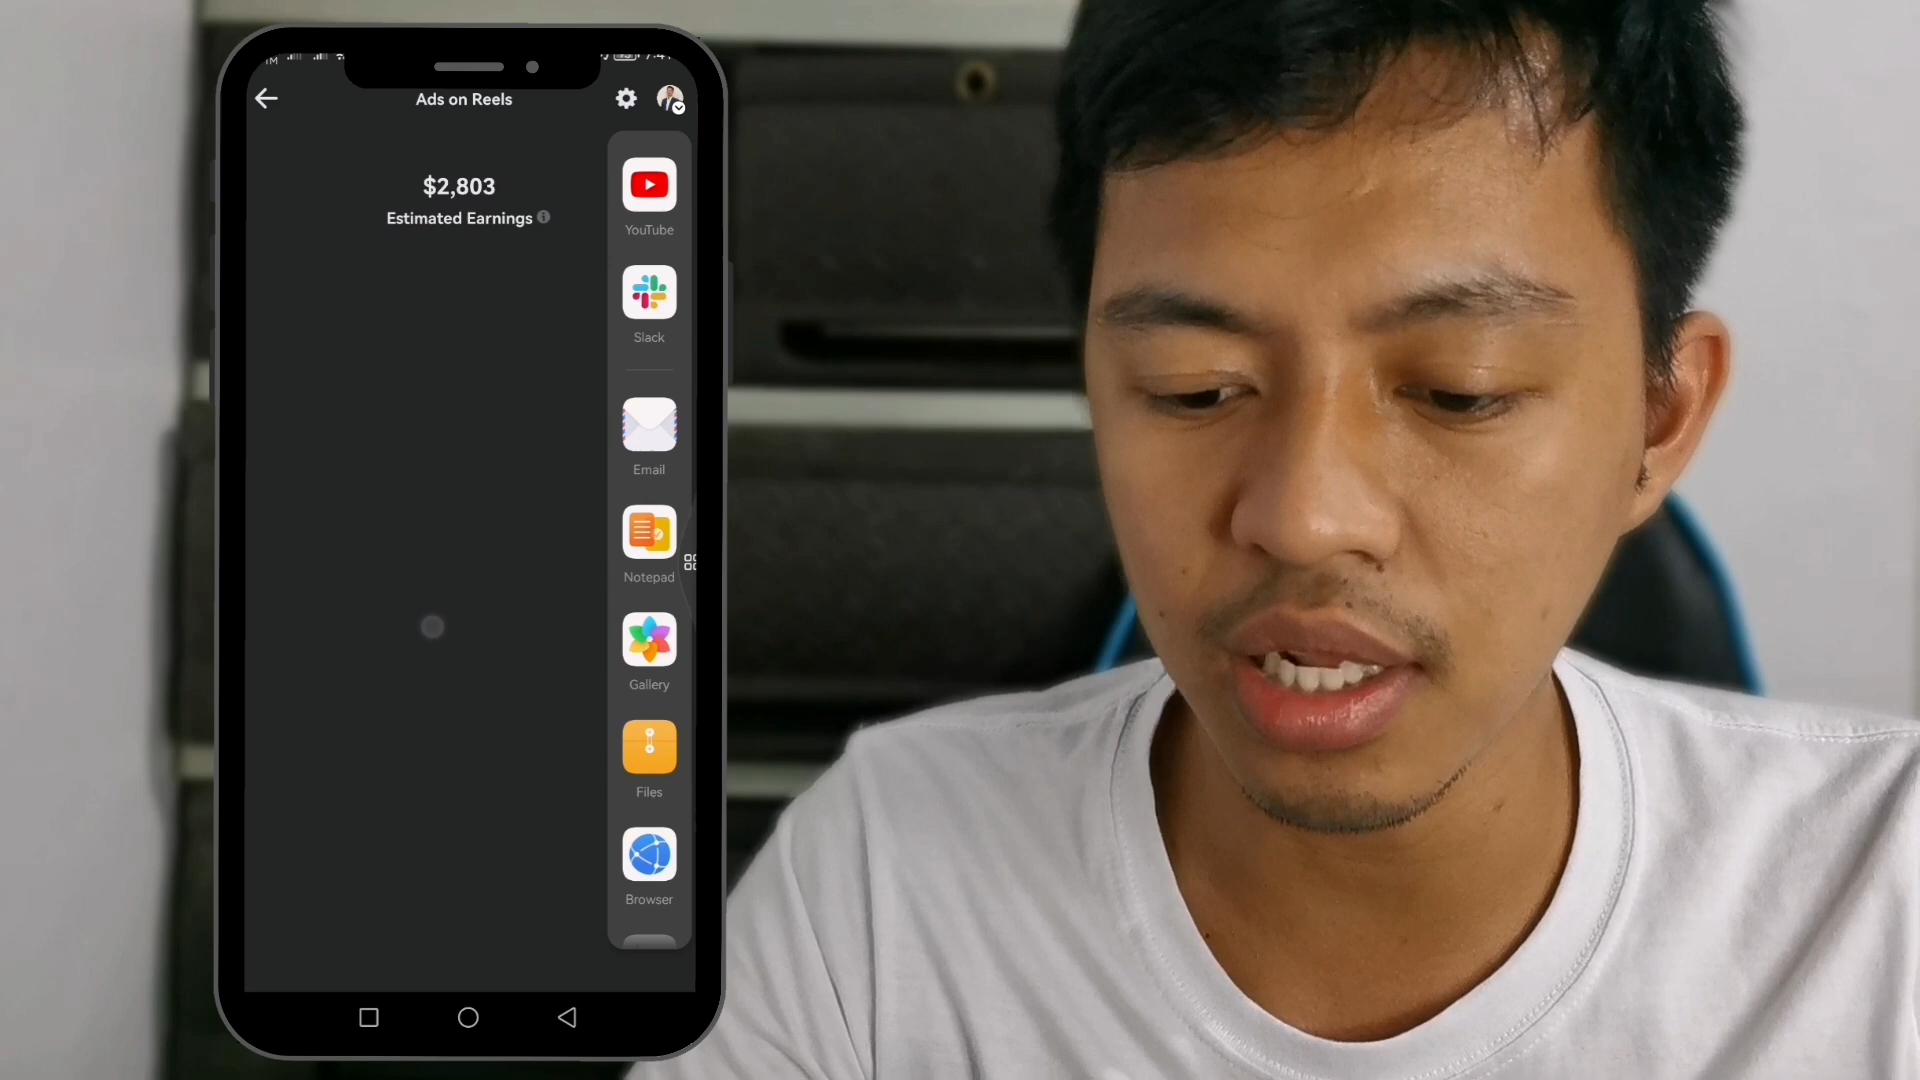 Ads on Reels
$2,803
Estimated Earnings
YouTube
Slack
Email
Notepad
Gallery
Files
Browser